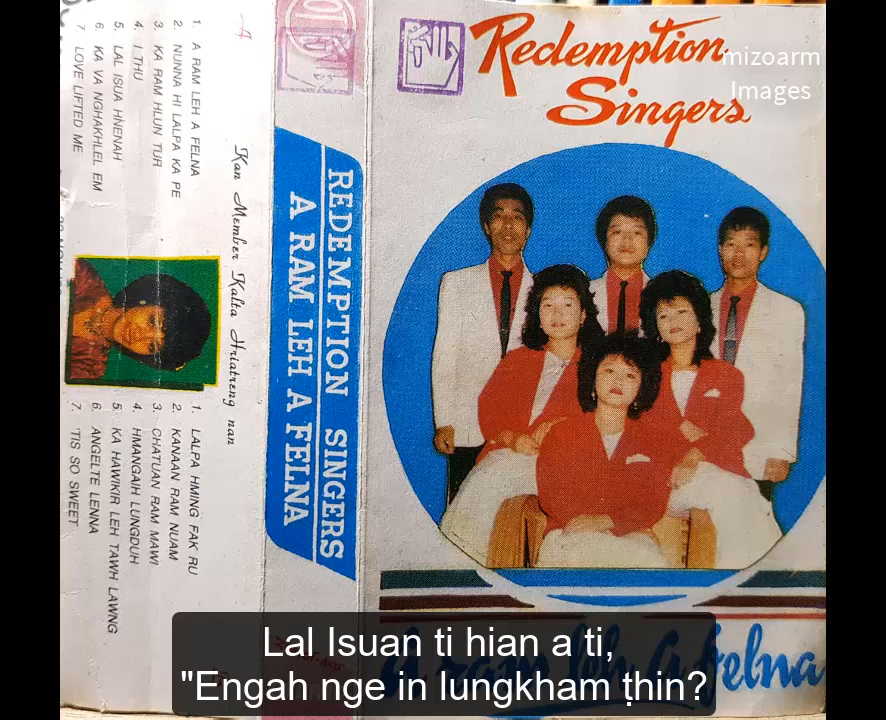 Redemption
Singers
mizoarm
Images
A
1. A RAM LEH A FELNA
2. NUNNA HI LALPA KA PE
3. KA RAM HLUN TUR
4. I THU
5. LAL ISUA HNENAH
6. KA VA NGHAKHLEL EM
7 LOVE LIFTED ME
Kan Member Kalta Hriatreng nan
1. LALPA HMING FAK RU
2. KANAAN RAM NUAM
3. CHATUAN RAM MAWI
4. HMANGAIH LUNGDUH
5. KA HAWIKIR LEH TAWH LAWNG
6. ANGELTE LENNA
7. 'TIS SO SWEET
REDEMPTION SINGERS
A RAM LEH A FELNA
A ram leh A felna
Lal Isuan ti hian a ti,
"Engah nge in lungkham ṭhin?